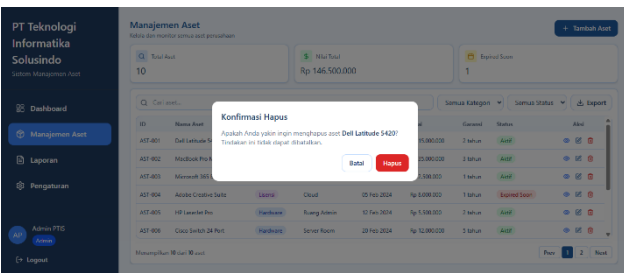 PT Teknologi
Informatika
Solusindo
Sistem Manajemen Aset
Dashboard
Manajemen Aset
Laporan
Pengaturan
AP
Admin PTIS
Admin
Logout
Manajemen Aset
Kelola dan monitor semua aset perusahaan
+ Tambah Aset
Total Aset
10
Nilai Total
Rp 146.500.000
Expired Soon
1
Cari aset...
Semua Kategori
Semua Status
Export
ID Nama Aset Garansi Status Aksi
AST-001 Dell Latitude 2 tahun Aktif
AST-002 MacBook Pro 2 tahun Aktif
AST-003 Microsoft 365 1 tahun Aktif
AST-004 Adobe Creative Suite Lisensi Cloud 05 Feb 2024 Rp 8.000.000 1 tahun Expired Soon
AST-005 HP LaserJet Pro Hardware Ruang Admin 12 Feb 2024 Rp 5.500.000 1 tahun Aktif
AST-006 Cisco Switch 24 Port Hardware Server Room 20 Feb 2024 Rp 12.000.000 3 tahun Aktif
Menampilkan 10 dari 10 aset
Prev 1 2 Next
Konfirmasi Hapus
Apakah Anda yakin ingin menghapus aset Dell Latitude 5420?
Tindakan ini tidak dapat dibatalkan.
Batal
Hapus